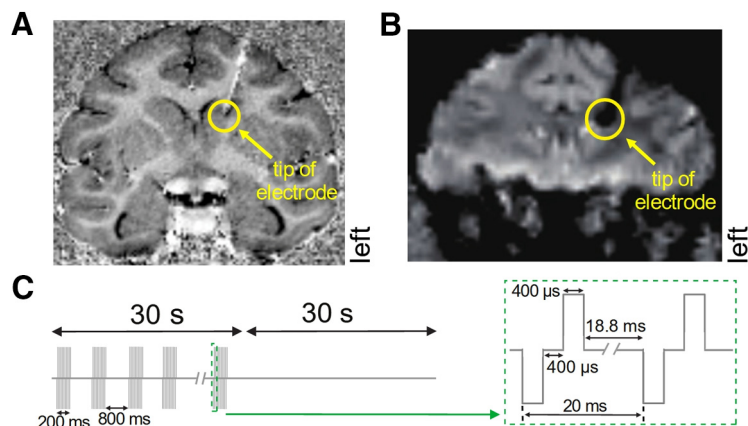 A
tip of
electrode
left
B
tip of
electrode
left
C
30 s
30 s
200 ms
800 ms
400 µs
18.8 ms
400 µs
20 ms